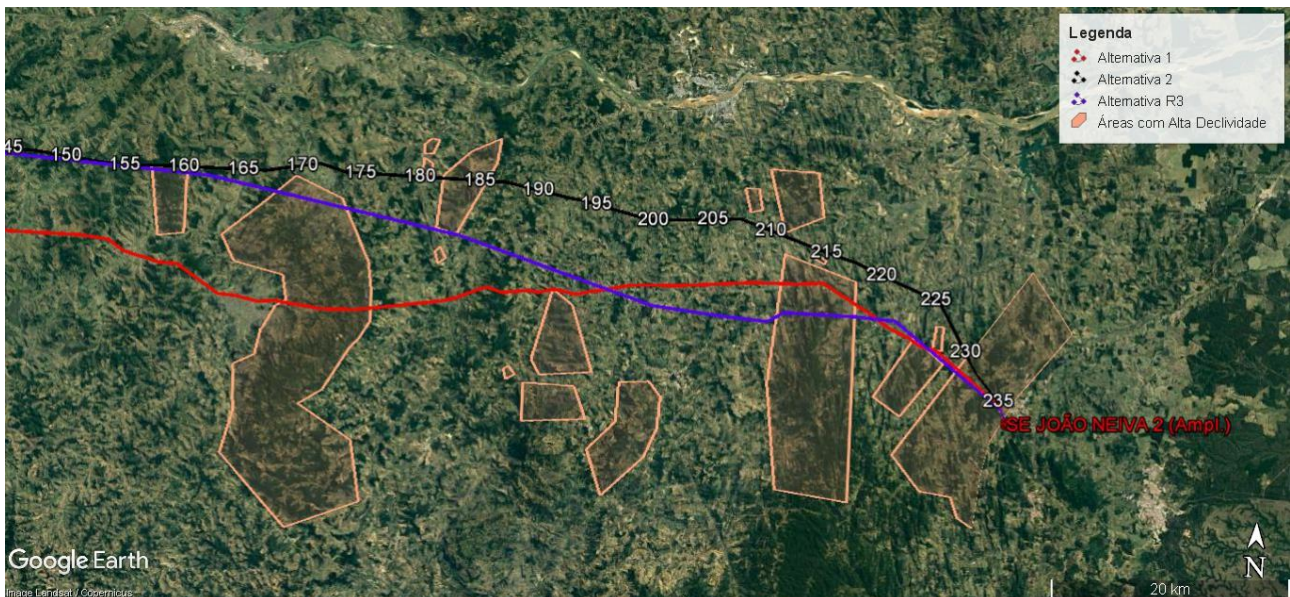 Legenda
Alternativa 1
Alternativa 2
Alternativa R3
Áreas com Alta Declividade
45
150
155
160
165
170
175
180
185
190
195
200
205
210
215
220
225
230
235
SE JOÃO NEIVA 2 (Ampl.)
Google Earth
Image Landsat / Copernicus
N
20 km